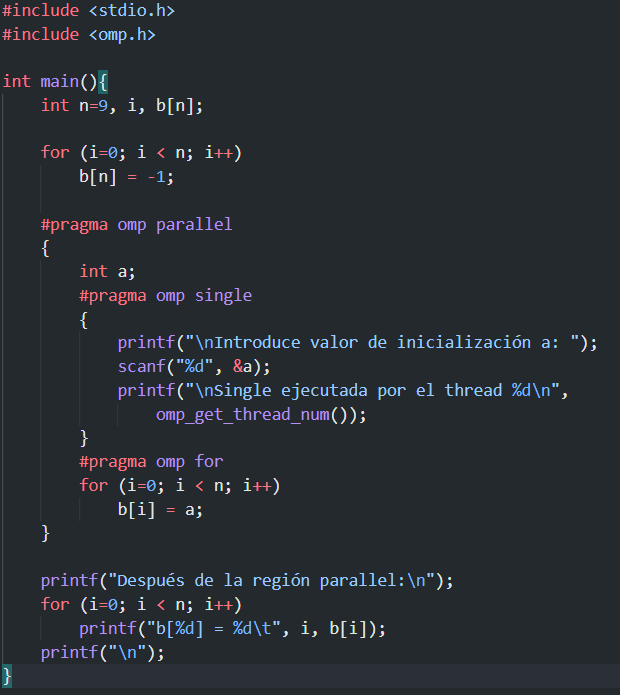 #include <stdio.h>
#include <omp.h>

int main(){
    int n=9, i, b[n];

    for (i=0; i < n; i++)
        b[n] = -1;

    #pragma omp parallel
    {
        int a;
        #pragma omp single
        {
            printf("\nIntroduce valor de inicialización a: ");
            scanf("%d", &a);
            printf("\nSingle ejecutada por el thread %d\n",
                omp_get_thread_num());
        }
        #pragma omp for
        for (i=0; i < n; i++)
            b[i] = a;
    }

    printf("Después de la región parallel:\n");
    for (i=0; i < n; i++)
        printf("b[%d] = %d\t", i, b[i]);
    printf("\n");
}